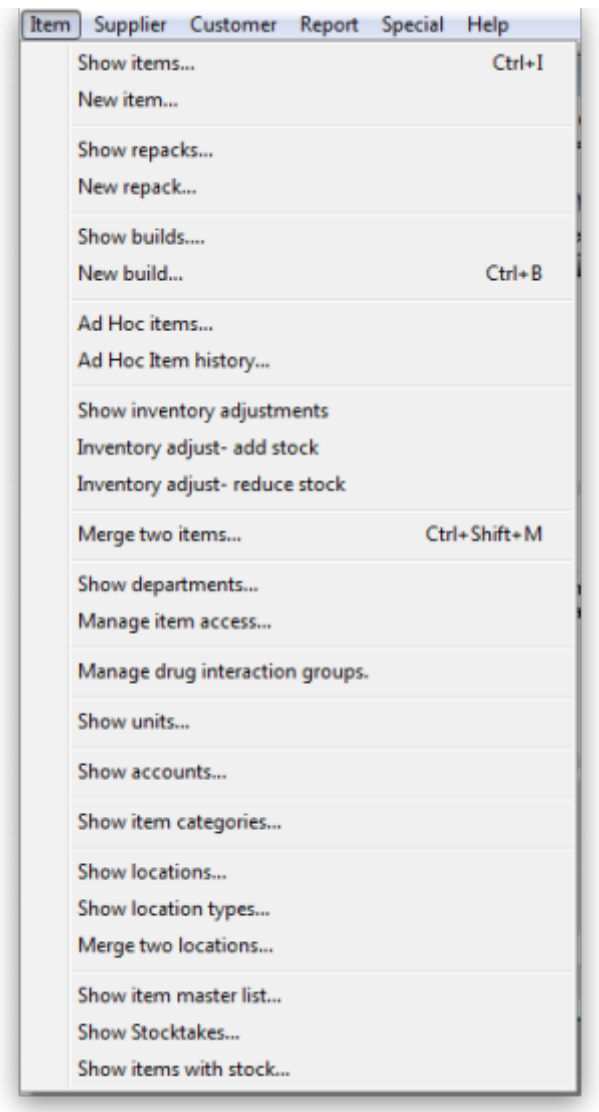 Item Supplier Customer Report Special Help
Show items... Ctrl+I
New item...
Show repacks...
New repack...
Show builds....
New build... Ctrl+B
Ad Hoc items...
Ad Hoc Item history...
Show inventory adjustments
Inventory adjust- add stock
Inventory adjust- reduce stock
Merge two items... Ctrl+Shift+M
Show departments...
Manage item access...
Manage drug interaction groups.
Show units...
Show accounts...
Show item categories...
Show locations...
Show location types...
Merge two locations...
Show item master list...
Show Stocktakes...
Show items with stock...